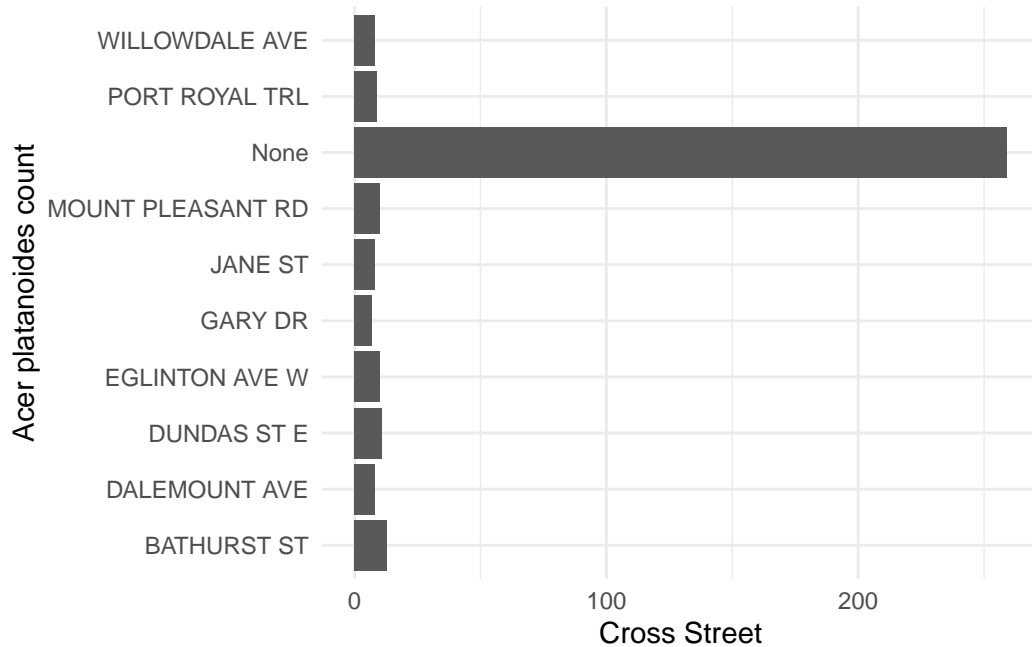 WILLOWDALE AVE
PORT ROYAL TRL
None
MOUNT PLEASANT RD
JANE ST
GARY DR
EGLINTON AVE W
DUNDAS ST E
DALEMOUNT AVE
BATHURST ST
Acer platanoides count
0 100 200
Cross Street